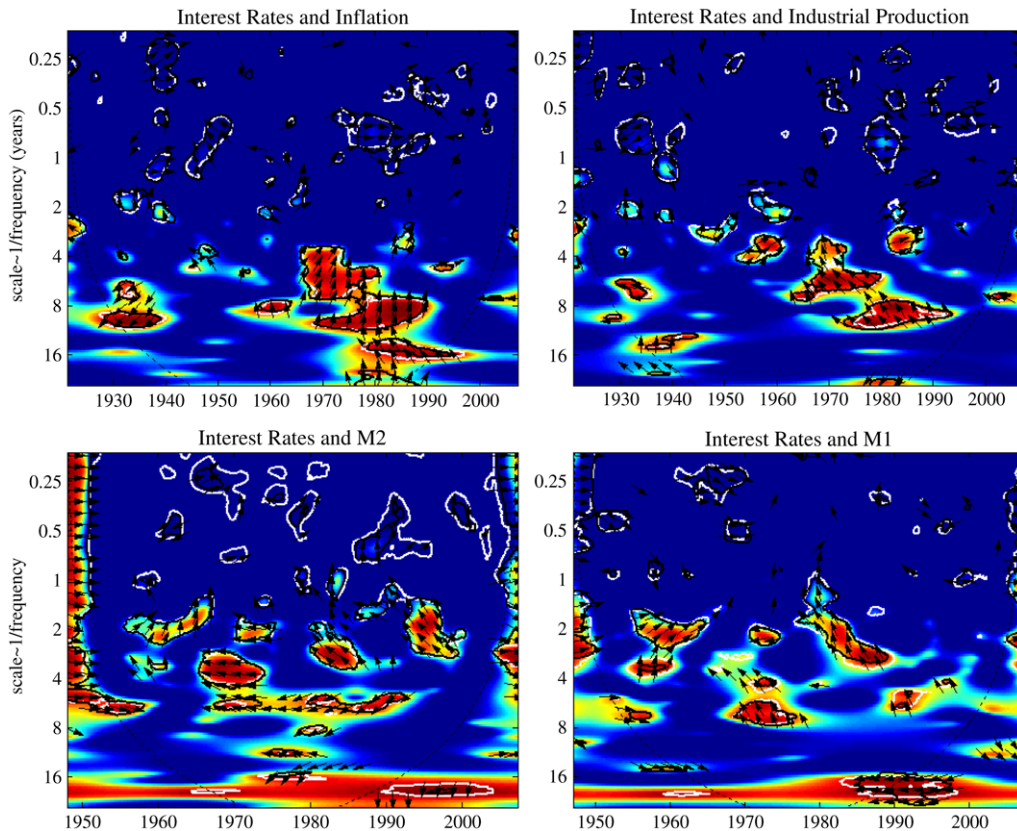 Interest Rates and Inflation
Interest Rates and Industrial Production
scale~1/frequency (years)
0.25
0.5
1
2
4
8
16
0.25
0.5
1
2
4
8
16
1930 1940 1950 1960 1970 1980 1990 2000
1930 1940 1950 1960 1970 1980 1990 2000
Interest Rates and M2
Interest Rates and M1
scale~1/frequency
0.25
0.5
1
2
4
8
16
0.25
0.5
1
2
4
8
16
1950 1960 1970 1980 1990 2000
1950 1960 1970 1980 1990 2000